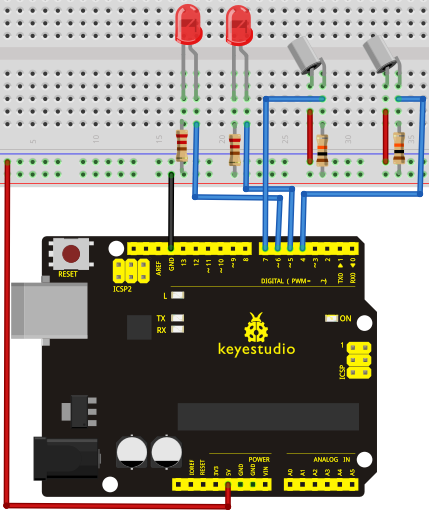 5
10
15
20
25
30
35
RESET
ICSP2
AREF
GND
13
12
~11
~10
~9
8
7
~6
~5
4
~3
2
TX0 ▶ 1
RX0 ◀ 0
DIGITAL ( PWM= ~ )
L
TX
RX
ON
keyestudio
1
ICSP
IOREF
RESET
3V3
5V
GND
GND
VIN
POWER
ANALOG IN
A0
A1
A2
A3
A4
A5